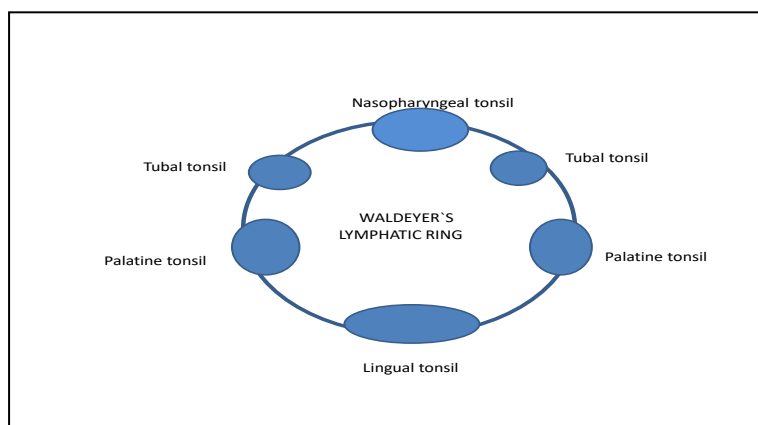 Nasopharyngeal tonsil
Tubal tonsil
Tubal tonsil
WALDEYER`S
LYMPHATIC RING
Palatine tonsil
Palatine tonsil
Lingual tonsil